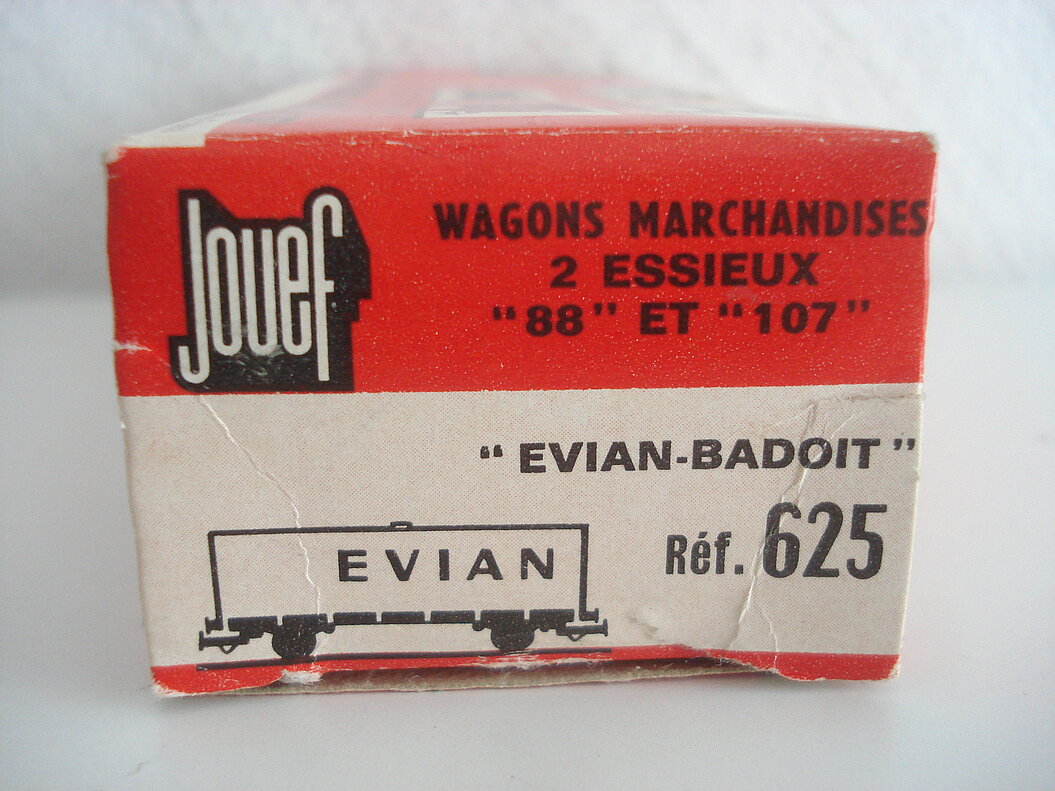 Jouef
WAGONS MARCHANDISES
2 ESSIEUX
“88” ET “107”
“EVIAN-BADOIT”
EVIAN
Réf. 625